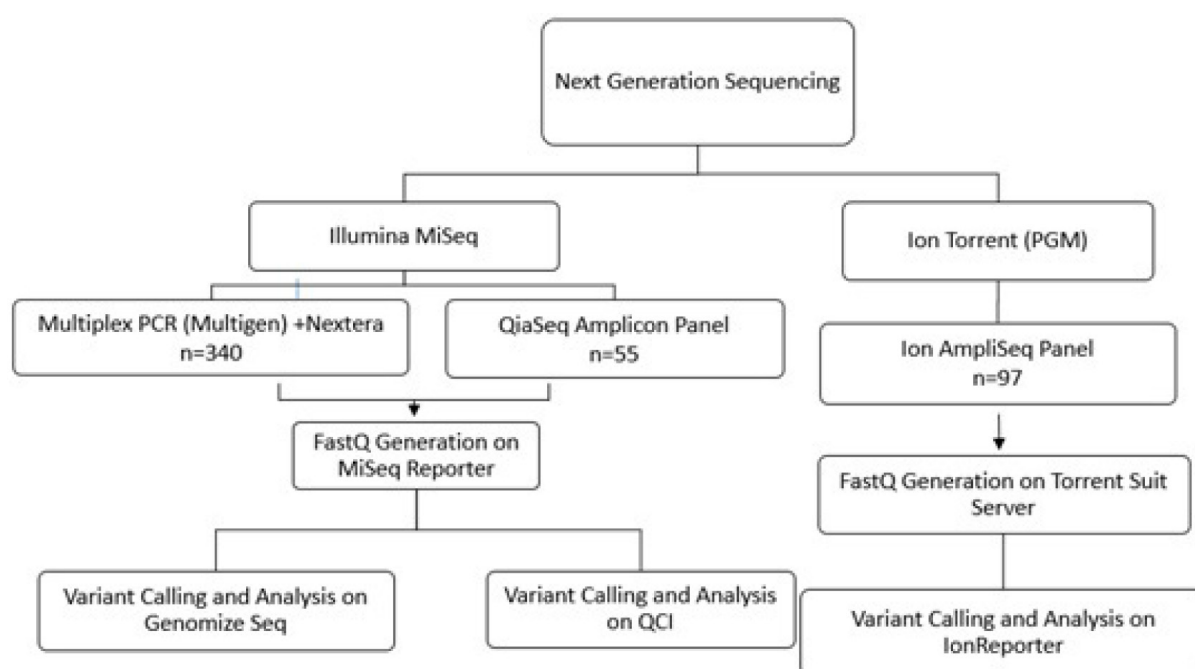 Next Generation Sequencing
Illumina MiSeq
Ion Torrent (PGM)
Multiplex PCR (Multigen) +Nextera
n=340
QiaSeq Amplicon Panel
n=55
Ion AmpliSeq Panel
n=97
FastQ Generation on
MiSeq Reporter
FastQ Generation on Torrent Suit
Server
Variant Calling and Analysis on
Genomize Seq
Variant Calling and Analysis
on QCI
Variant Calling and Analysis on
IonReporter